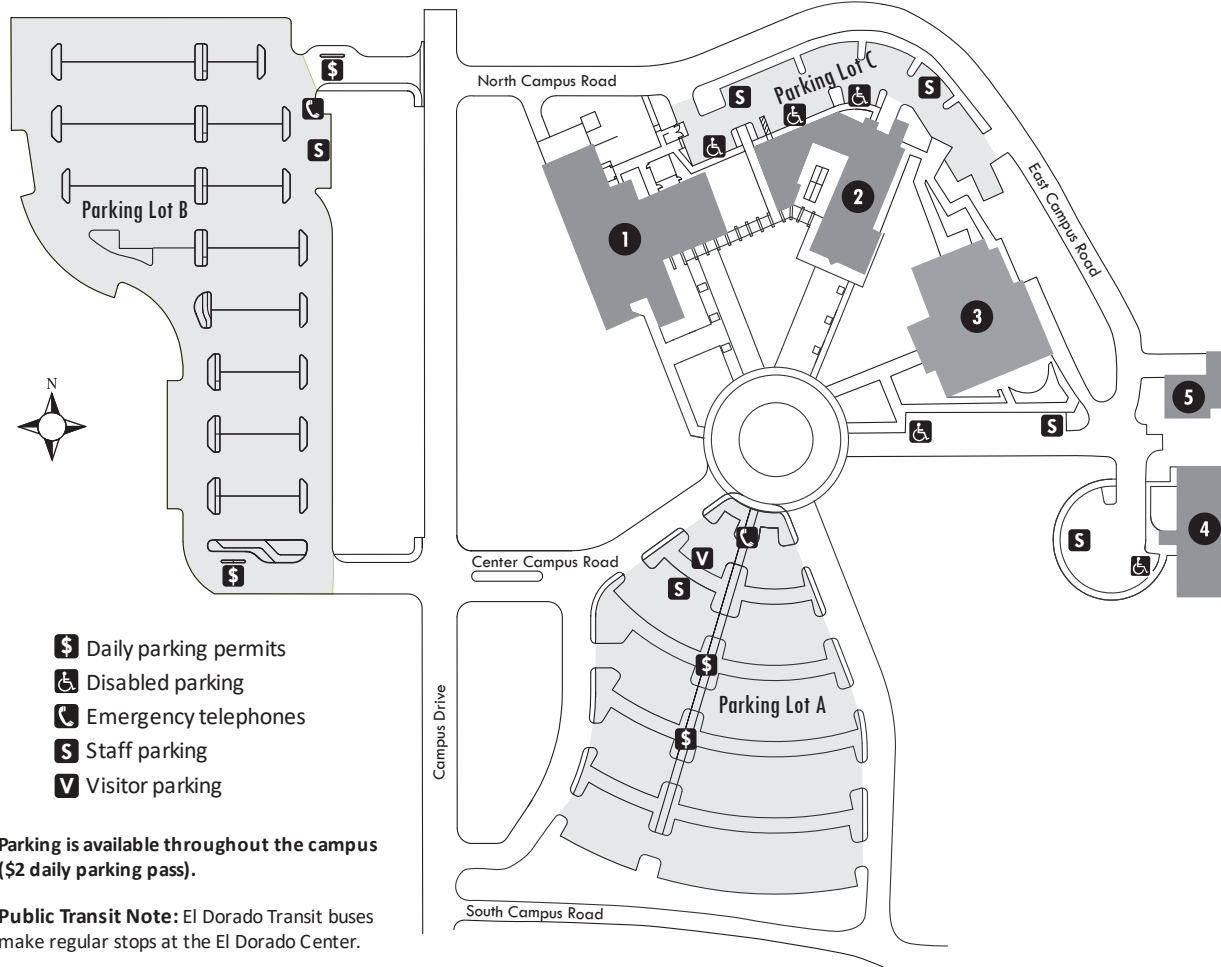 $
North Campus Road
Parking Lot C
S
S
S
Parking Lot B
East Campus Road
1
2
3
N
5
S
4
S
V
Center Campus Road
S
$
$
Daily parking permits
$
Disabled parking
Emergency telephones
Parking Lot A
S Staff parking
$
V Visitor parking
Campus Drive
Parking is available throughout the campus
($2 daily parking pass).
Public Transit Note: El Dorado Transit buses
make regular stops at the El Dorado Center.
South Campus Road